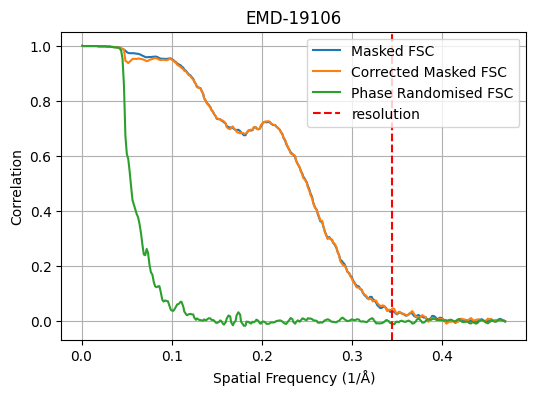 EMD-19106
Masked FSC
Corrected Masked FSC
Phase Randomised FSC
resolution
Correlation
1.0
0.8
0.6
0.4
0.2
0.0
0.0 0.1 0.2 0.3 0.4
Spatial Frequency (1/Å)